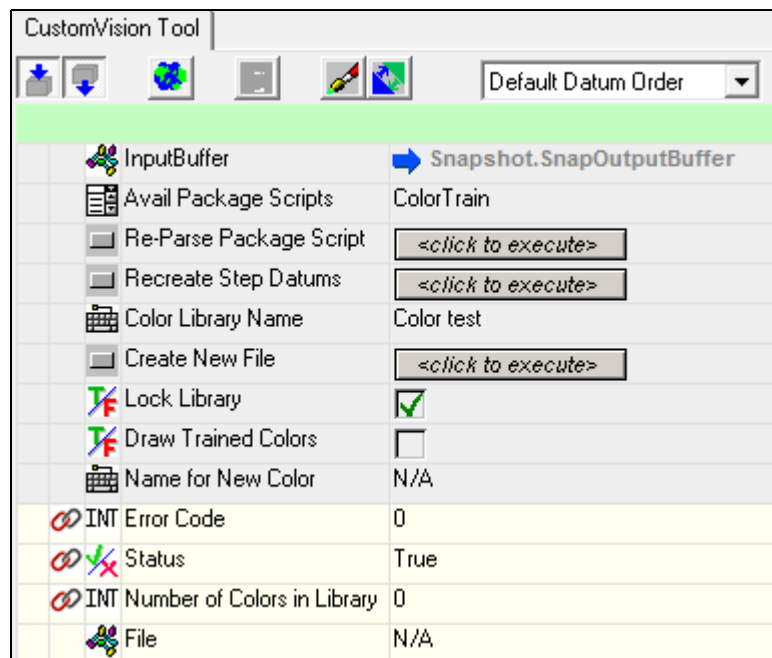 CustomVision Tool
Default Datum Order
InputBuffer Snapshot.SnapOutputBuffer
Avail Package Scripts ColorTrain
Re-Parse Package Script <click to execute>
Recreate Step Datums <click to execute>
Color Library Name Color test
Create New File <click to execute>
T/F Lock Library
T/F Draw Trained Colors
Name for New Color N/A
INT Error Code 0
Status True
INT Number of Colors in Library 0
File N/A